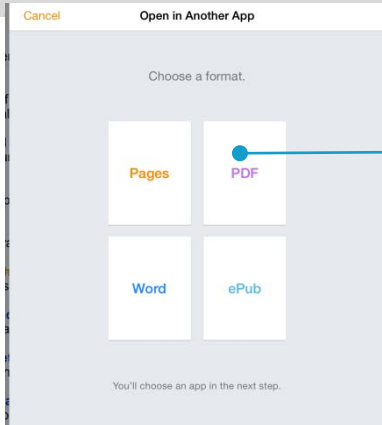 Cancel Open in Another App
Choose a format.
Pages PDF
Word ePub
You'll choose an app in the next step.